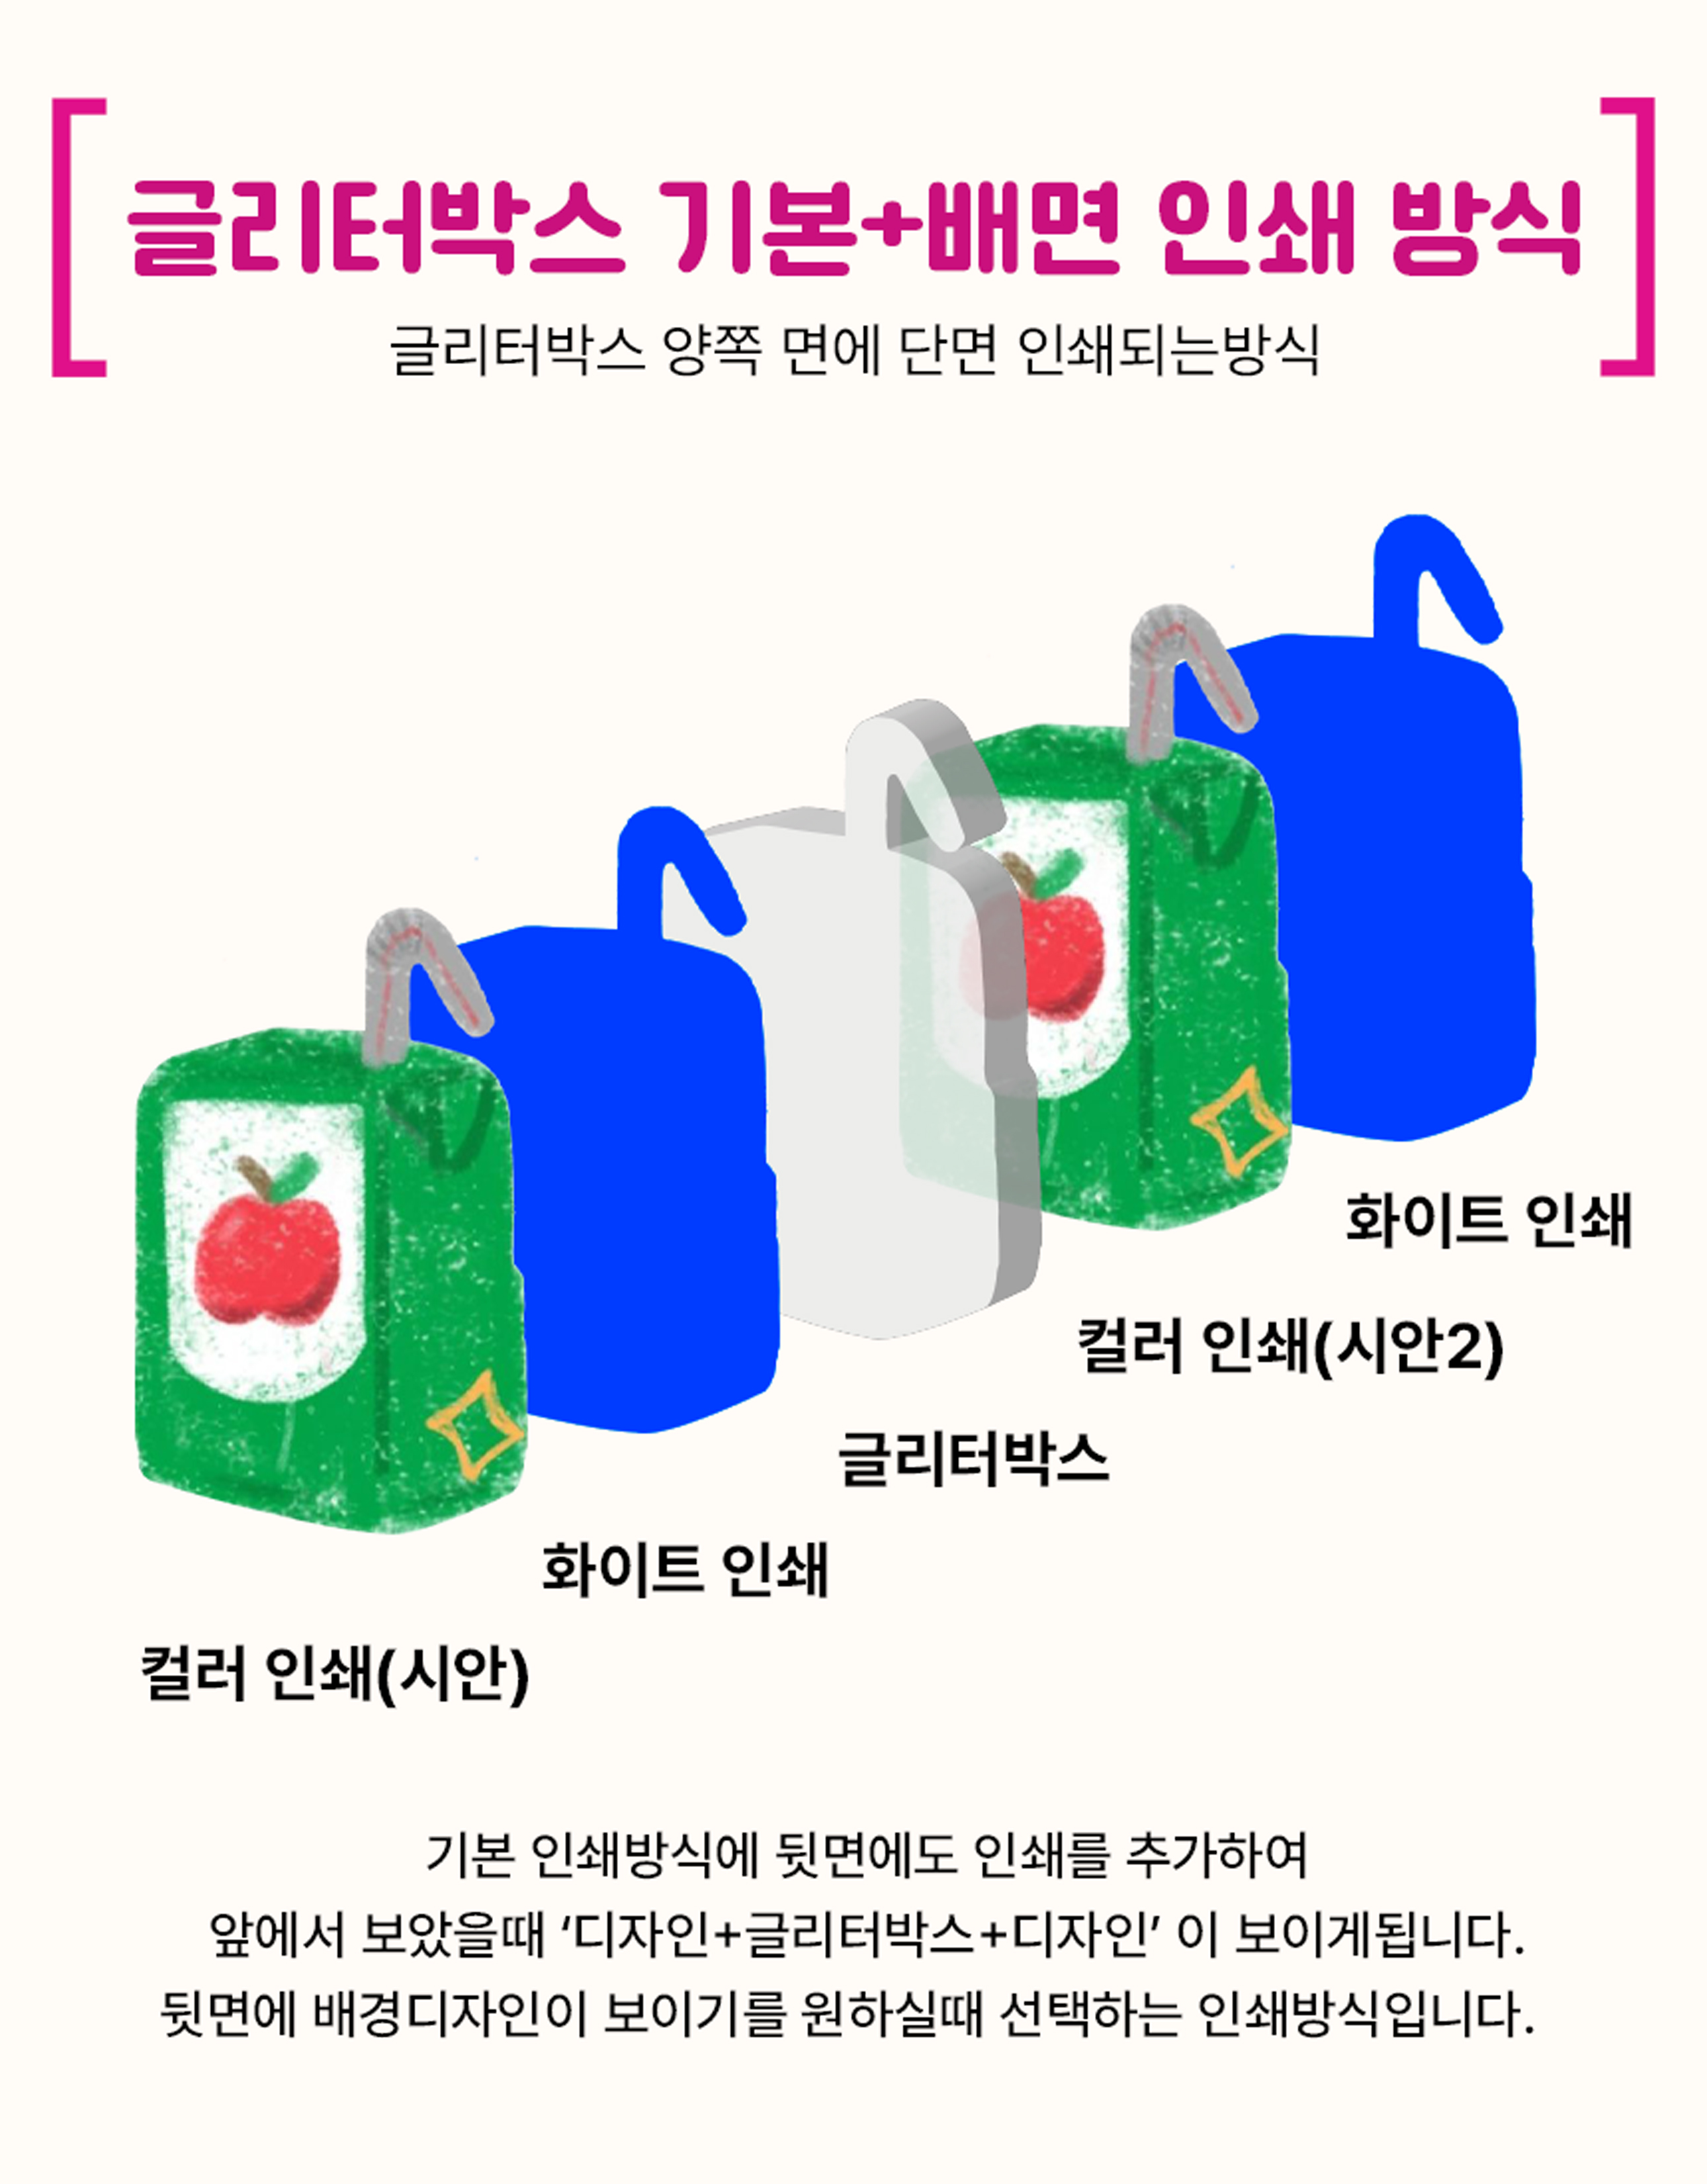 글리터박스 기본+배면 인쇄 방식
글리터박스 양쪽 면에 단면 인쇄되는방식
화이트 인쇄
컬러 인쇄(시안2)
글리터박스
화이트 인쇄
컬러 인쇄(시안)
기본 인쇄방식에 뒷면에도 인쇄를 추가하여
앞에서 보았을때 ‘디자인+글리터박스+디자인’ 이 보이게됩니다.
뒷면에 배경디자인이 보이기를 원하실때 선택하는 인쇄방식입니다.